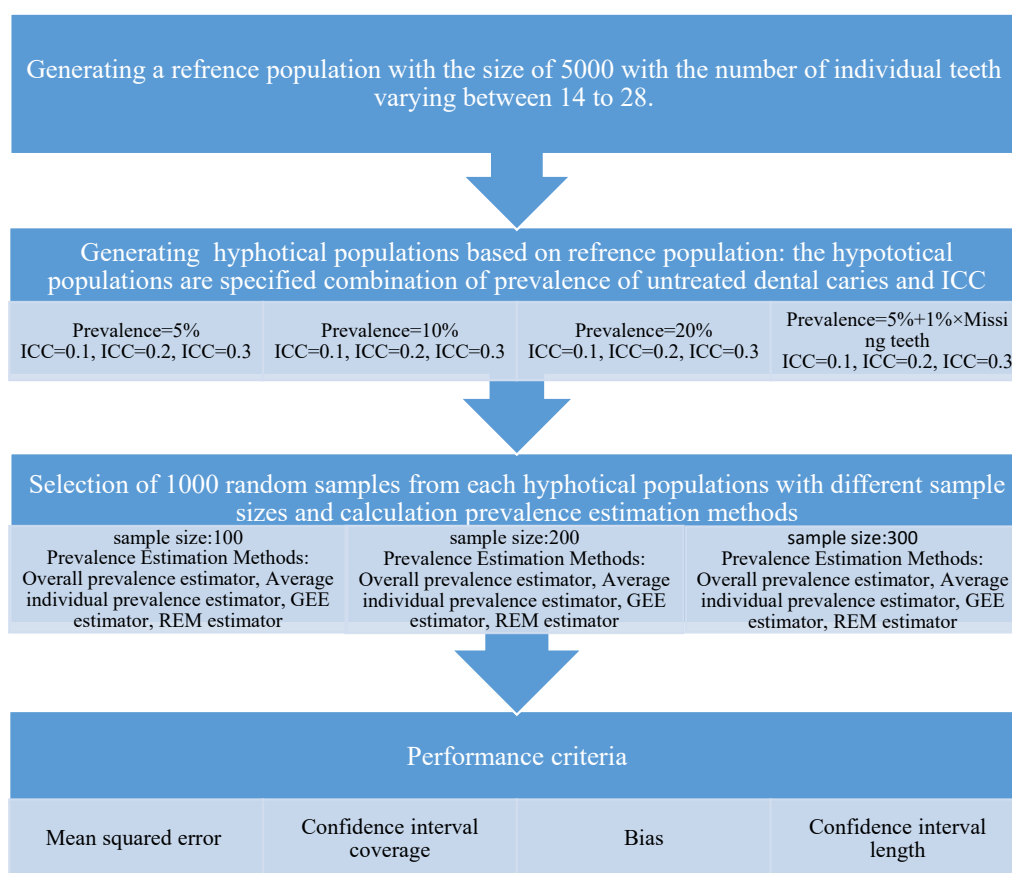 Generating a refrence population with the size of 5000 with the number of individual teeth
varying between 14 to 28.
Generating hyphotical populations based on refrence population: the hypototical
populations are specified combination of prevalence of untreated dental caries and ICC
Prevalence=5%
ICC=0.1, ICC=0.2, ICC=0.3
Prevalence=10%
ICC=0.1, ICC=0.2, ICC=0.3
Prevalence=20%
ICC=0.1, ICC=0.2, ICC=0.3
Prevalence=5%+1%×Missi
ng teeth
ICC=0.1, ICC=0.2, ICC=0.3
Selection of 1000 random samples from each hyphotical populations with different sample
sizes and calculation prevalence estimation methods
sample size:100
Prevalence Estimation Methods:
Overall prevalence estimator, Average
individual prevalence estimator, GEE
estimator, REM estimator
sample size:200
Prevalence Estimation Methods:
Overall prevalence estimator, Average
individual prevalence estimator, GEE
estimator, REM estimator
sample size:300
Prevalence Estimation Methods:
Overall prevalence estimator, Average
individual prevalence estimator, GEE
estimator, REM estimator
Performance criteria
Mean squared error
Confidence interval
coverage
Bias
Confidence interval
length